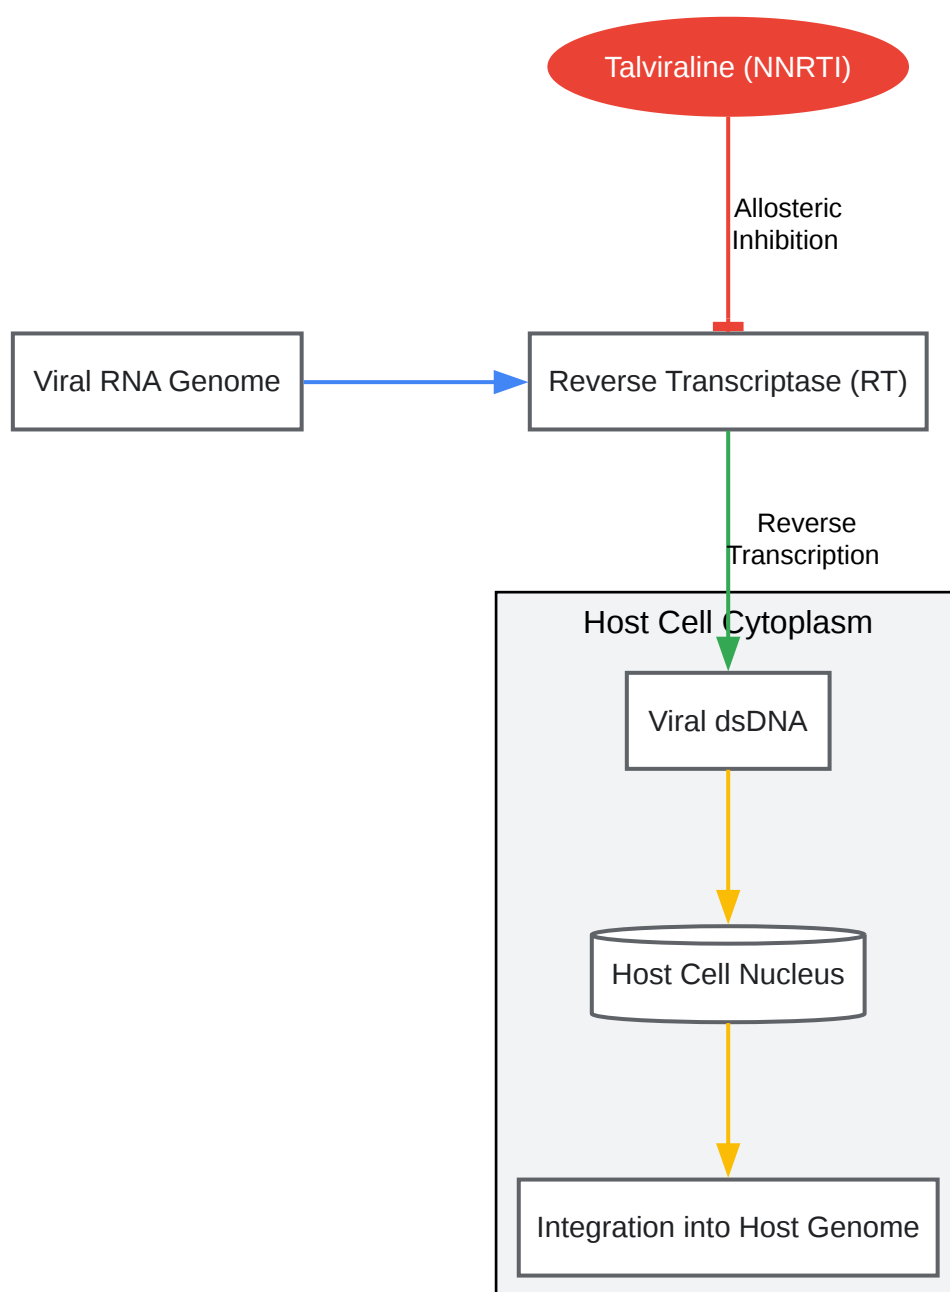 Talviraline (NNRTI)
Allosteric
Inhibition
Viral RNA Genome
Reverse Transcriptase (RT)
Reverse
Transcription
Host Cell Cytoplasm
Viral dsDNA
Host Cell Nucleus
Integration into Host Genome